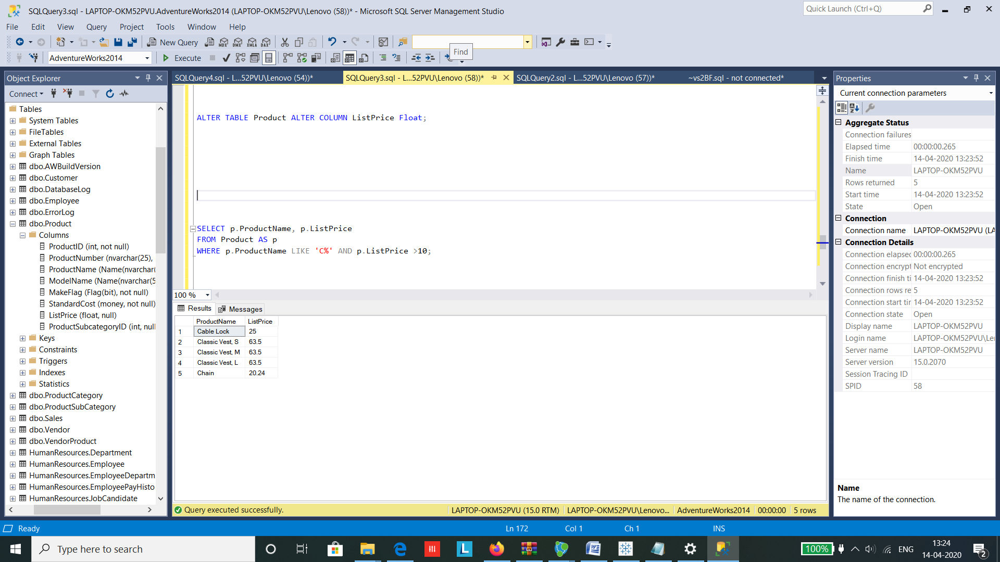 SQLQuery3.sql - LAPTOP-OKM52PVU.AdventureWorks2014 (LAPTOP-OKM52PVU\Lenovo (58))* - Microsoft SQL Server Management Studio
Quick Launch (Ctrl+Q)
File Edit View Query Project Tools Window Help
New Query MDX DMX XMLA DAX
AdventureWorks2014 Execute
Find
Object Explorer
Connect
Tables
System Tables
FileTables
External Tables
Graph Tables
dbo.AWBuildVersion
dbo.Customer
dbo.DatabaseLog
dbo.Employee
dbo.ErrorLog
dbo.Product
Columns
ProductID (int, not null)
ProductNumber (nvarchar(25),
ProductName (Name(nvarchar(
ModelName (Name(nvarchar(5
MakeFlag (Flag(bit), not null)
StandardCost (money, not null)
ListPrice (float, null)
ProductSubcategoryID (int, null
Keys
Constraints
Triggers
Indexes
Statistics
dbo.ProductCategory
dbo.ProductSubCategory
dbo.Sales
dbo.Vendor
dbo.VendorProduct
HumanResources.Department
HumanResources.Employee
HumanResources.EmployeeDepartm
HumanResources.EmployeePayHisto
HumanResources.JobCandidate
SQLQuery4.sql - L...52PVU\Lenovo (54))* SQLQuery3.sql - L...52PVU\Lenovo (58))* SQLQuery2.sql - L...52PVU\Lenovo (57))* ~vs2BF.sql - not connected*
ALTER TABLE Product ALTER COLUMN ListPrice Float;
SELECT p.ProductName, p.ListPrice
FROM Product AS p
WHERE p.ProductName LIKE 'C%' AND p.ListPrice >10;
100 %
Results Messages
ProductName ListPrice
1 Cable Lock 25
2 Classic Vest, S 63.5
3 Classic Vest, M 63.5
4 Classic Vest, L 63.5
5 Chain 20.24
Query executed successfully. LAPTOP-OKM52PVU (15.0 RTM) LAPTOP-OKM52PVU\Lenovo... AdventureWorks2014 00:00:00 5 rows
Properties
Current connection parameters
Aggregate Status
Connection failures
Elapsed time 00:00:00.265
Finish time 14-04-2020 13:23:52
Name LAPTOP-OKM52PVU
Rows returned 5
Start time 14-04-2020 13:23:52
State Open
Connection
Connection name LAPTOP-OKM52PVU (LA
Connection Details
Connection elapsec 00:00:00.265
Connection encrypt Not encrypted
Connection finish ti 14-04-2020 13:23:52
Connection rows re 5
Connection start tir 14-04-2020 13:23:52
Connection state Open
Display name LAPTOP-OKM52PVU
Login name LAPTOP-OKM52PVU\Le
Server name LAPTOP-OKM52PVU
Server version 15.0.2070
Session Tracing ID
SPID 58
Name
The name of the connection.
Ready Ln 172 Col 1 Ch 1 INS
Type here to search
100% ENG
13:24
14-04-2020
2